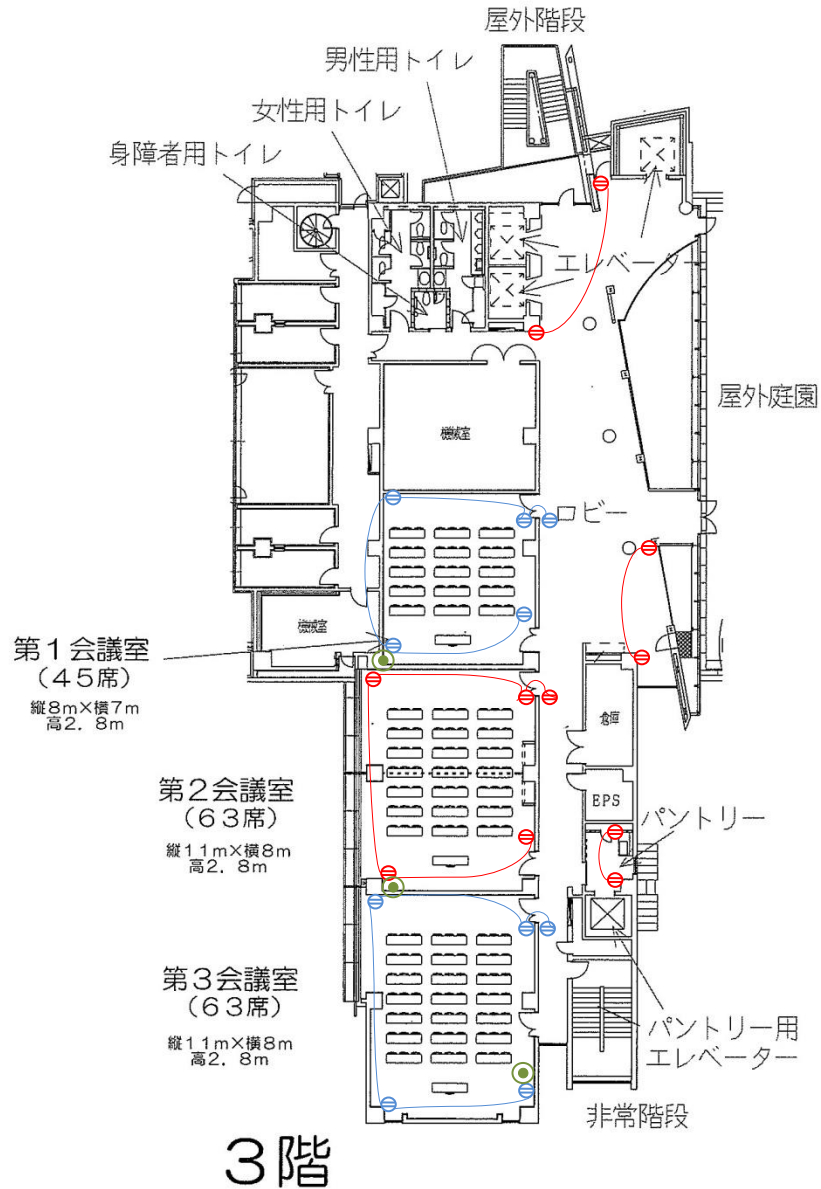 屋外階段
男性用トイレ
女性用トイレ
身障者用トイレ
エレベーター
屋外庭園
機械室
ロビー
機械室
第1会議室
(45席)
縦8m×横7m
高2.8m
倉庫
第2会議室
(63席)
縦11m×横8m
高2.8m
EPS
パントリー
第3会議室
(63席)
縦11m×横8m
高2.8m
パントリー用
エレベーター
非常階段
3階